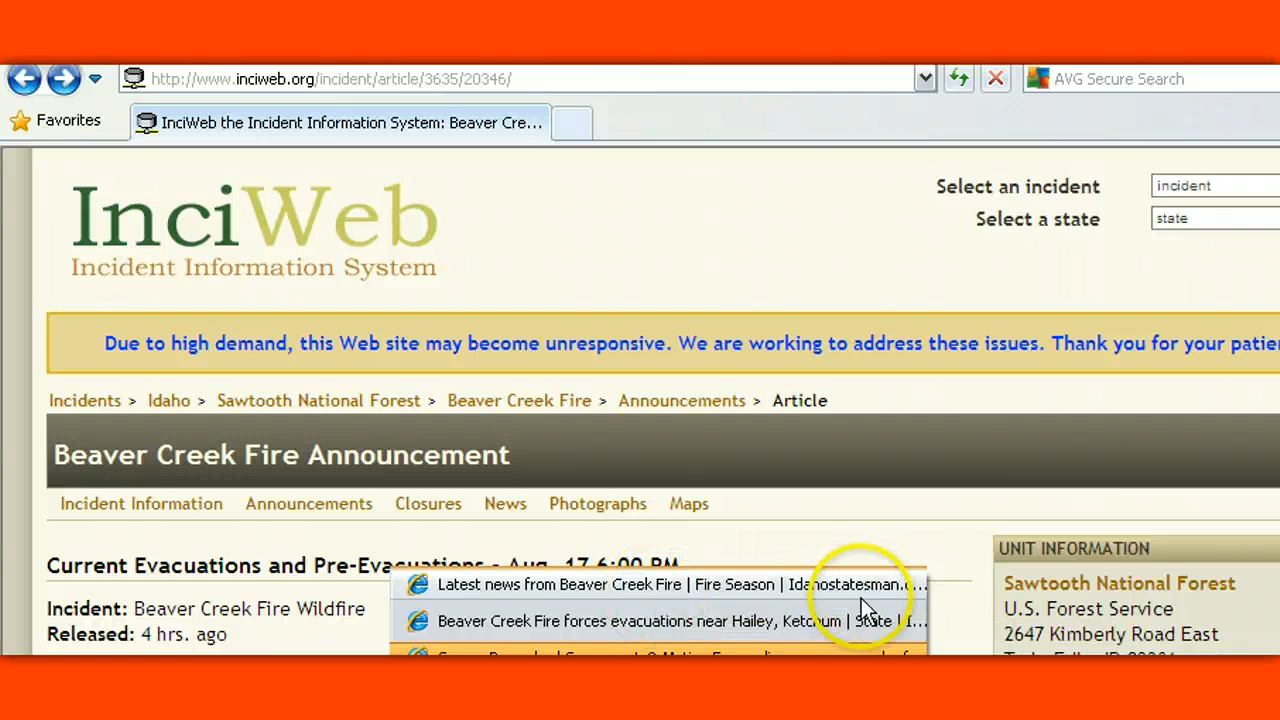 http://www.inciweb.org/incident/article/3635/20346/
AVG Secure Search
Favorites
InciWeb the Incident Information System: Beaver Cre...
InciWeb
Incident Information System
Select an incident
incident
Select a state
state
Due to high demand, this Web site may become unresponsive. We are working to address these issues. Thank you for your patie
Incidents > Idaho > Sawtooth National Forest > Beaver Creek Fire > Announcements > Article
Beaver Creek Fire Announcement
Incident Information Announcements Closures News Photographs Maps
Current Evacuations and Pre-Evacuations - Aug. 17 6:00 PM
UNIT INFORMATION
Latest news from Beaver Creek Fire | Fire Season | Idahostatesman.c...
Sawtooth National Forest
Incident: Beaver Creek Fire Wildfire
U.S. Forest Service
Beaver Creek Fire forces evacuations near Hailey, Ketchum | State | I...
Released: 4 hrs. ago
2647 Kimberly Road East